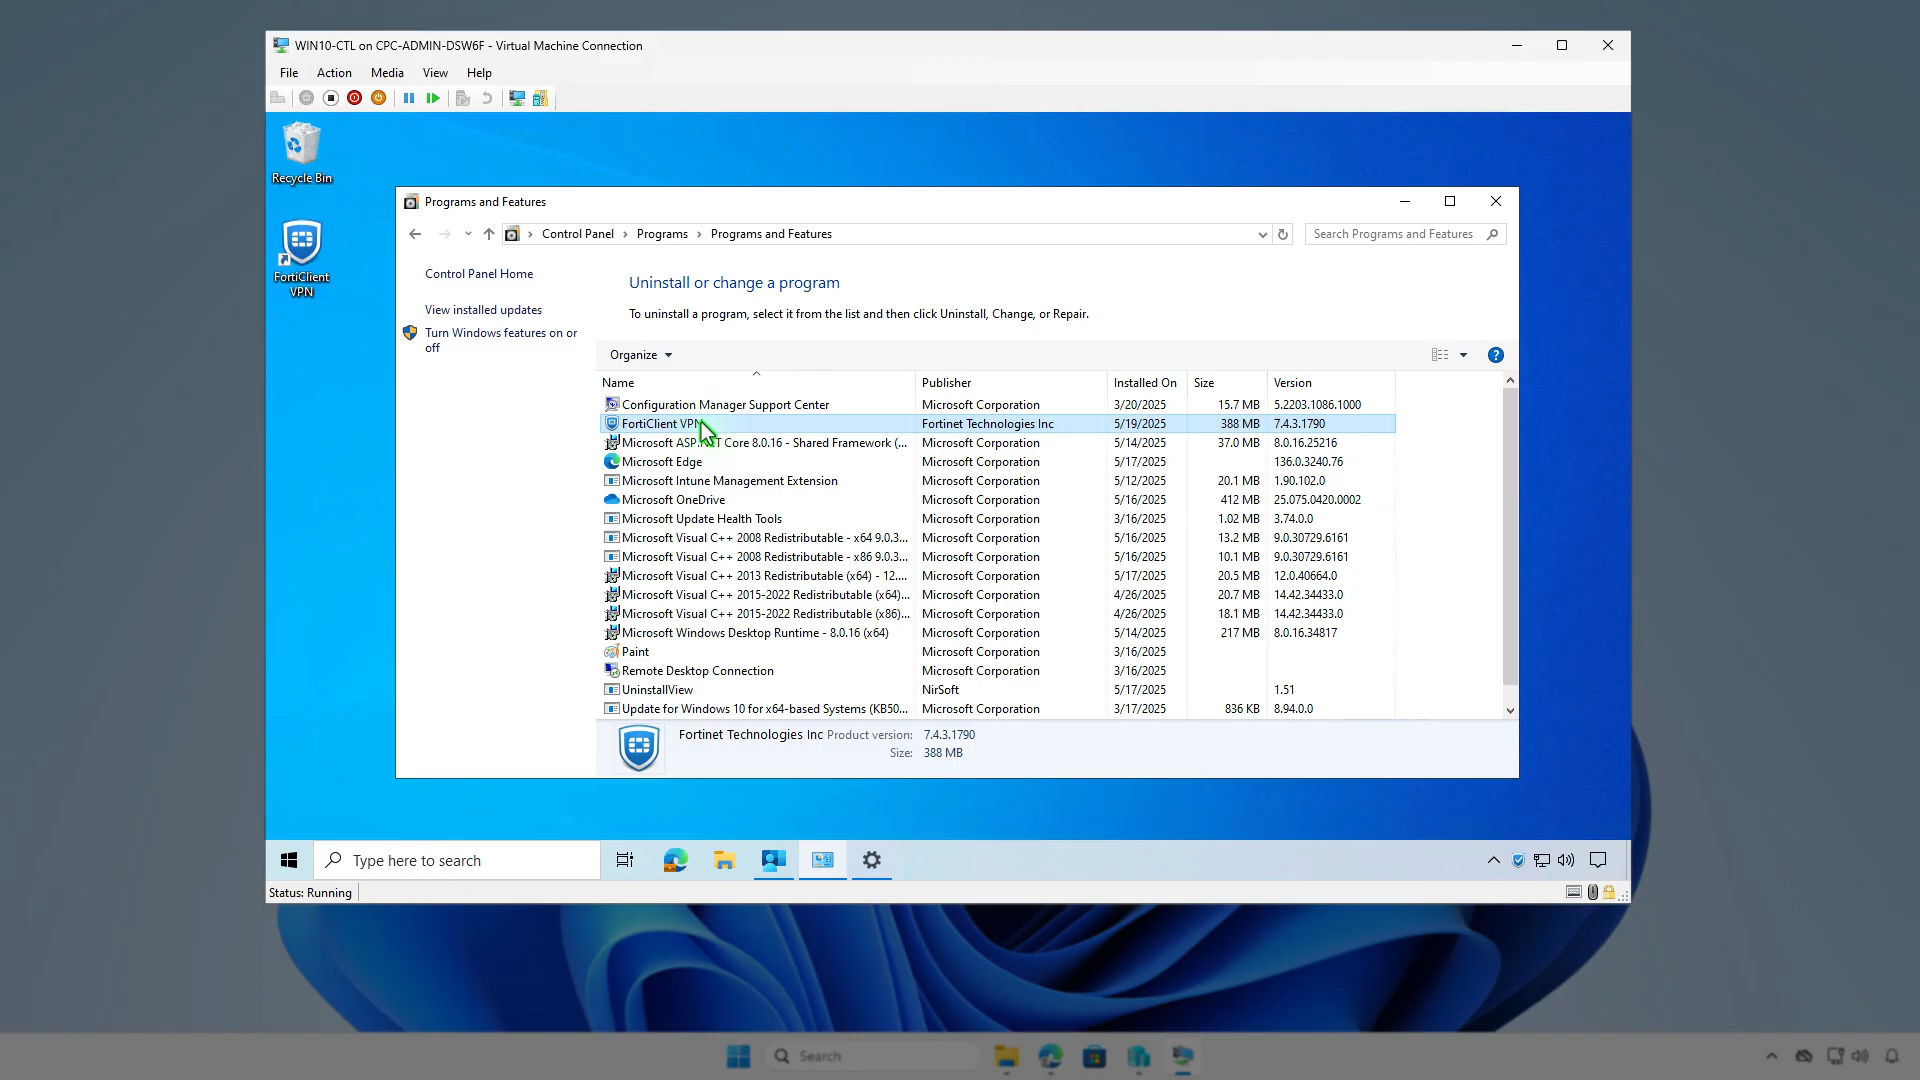 WIN10-CTL on CPC-ADMIN-DSW6F - Virtual Machine Connection
File Action Media View Help
Recycle Bin
FortiClient
VPN
Programs and Features
Control Panel Programs Programs and Features
Search Programs and Features
Control Panel Home
View installed updates
Turn Windows features on or
off
Uninstall or change a program
To uninstall a program, select it from the list and then click Uninstall, Change, or Repair.
Organize
Name Publisher Installed On Size Version
Configuration Manager Support Center Microsoft Corporation 3/20/2025 15.7 MB 5.2203.1086.1000
FortiClient VPN Fortinet Technologies Inc 5/19/2025 388 MB 7.4.3.1790
Microsoft ASP.NET Core 8.0.16 - Shared Framework (... Microsoft Corporation 5/14/2025 37.0 MB 8.0.16.25216
Microsoft Edge Microsoft Corporation 5/17/2025 136.0.3240.76
Microsoft Intune Management Extension Microsoft Corporation 5/12/2025 20.1 MB 1.90.102.0
Microsoft OneDrive Microsoft Corporation 5/16/2025 412 MB 25.075.0420.0002
Microsoft Update Health Tools Microsoft Corporation 3/16/2025 1.02 MB 3.74.0.0
Microsoft Visual C++ 2008 Redistributable - x64 9.0.3... Microsoft Corporation 5/16/2025 13.2 MB 9.0.30729.6161
Microsoft Visual C++ 2008 Redistributable - x86 9.0.3... Microsoft Corporation 5/16/2025 10.1 MB 9.0.30729.6161
Microsoft Visual C++ 2013 Redistributable (x64) - 12.... Microsoft Corporation 5/17/2025 20.5 MB 12.0.40664.0
Microsoft Visual C++ 2015-2022 Redistributable (x64)... Microsoft Corporation 4/26/2025 20.7 MB 14.42.34433.0
Microsoft Visual C++ 2015-2022 Redistributable (x86)... Microsoft Corporation 4/26/2025 18.1 MB 14.42.34433.0
Microsoft Windows Desktop Runtime - 8.0.16 (x64) Microsoft Corporation 5/14/2025 217 MB 8.0.16.34817
Paint Microsoft Corporation 3/16/2025
Remote Desktop Connection Microsoft Corporation 3/16/2025
UninstallView NirSoft 5/17/2025 1.51
Update for Windows 10 for x64-based Systems (KB50... Microsoft Corporation 3/17/2025 836 KB 8.94.0.0
Fortinet Technologies Inc Product version: 7.4.3.1790
Size: 388 MB
Type here to search
Status: Running
Search